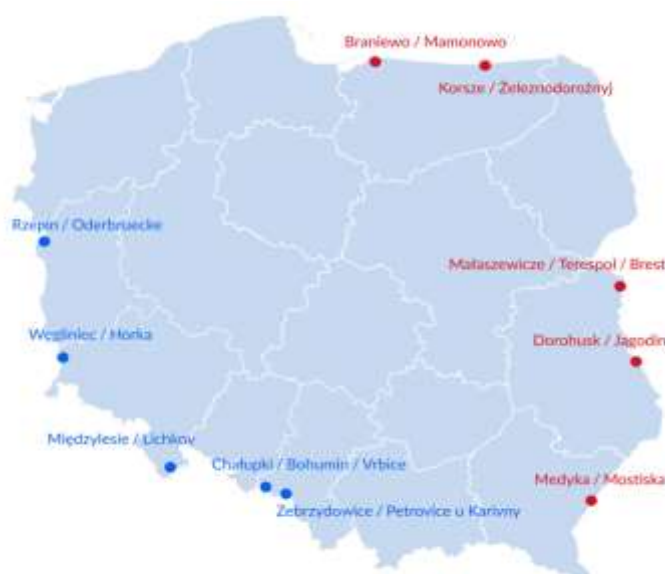 Braniewo / Mamonowo
Korsze / Żeleznodorożnyj
Rzepin / Oderbruecke
Małaszewicze / Terespol / Brest
Węgliniec / Horka
Dorohusk / Jagodin
Międzylesie / Lichkov
Chałupki / Bohumin / Vrbice
Medyka / Mostiska
Zebrzydowice / Petrovice u Karivny